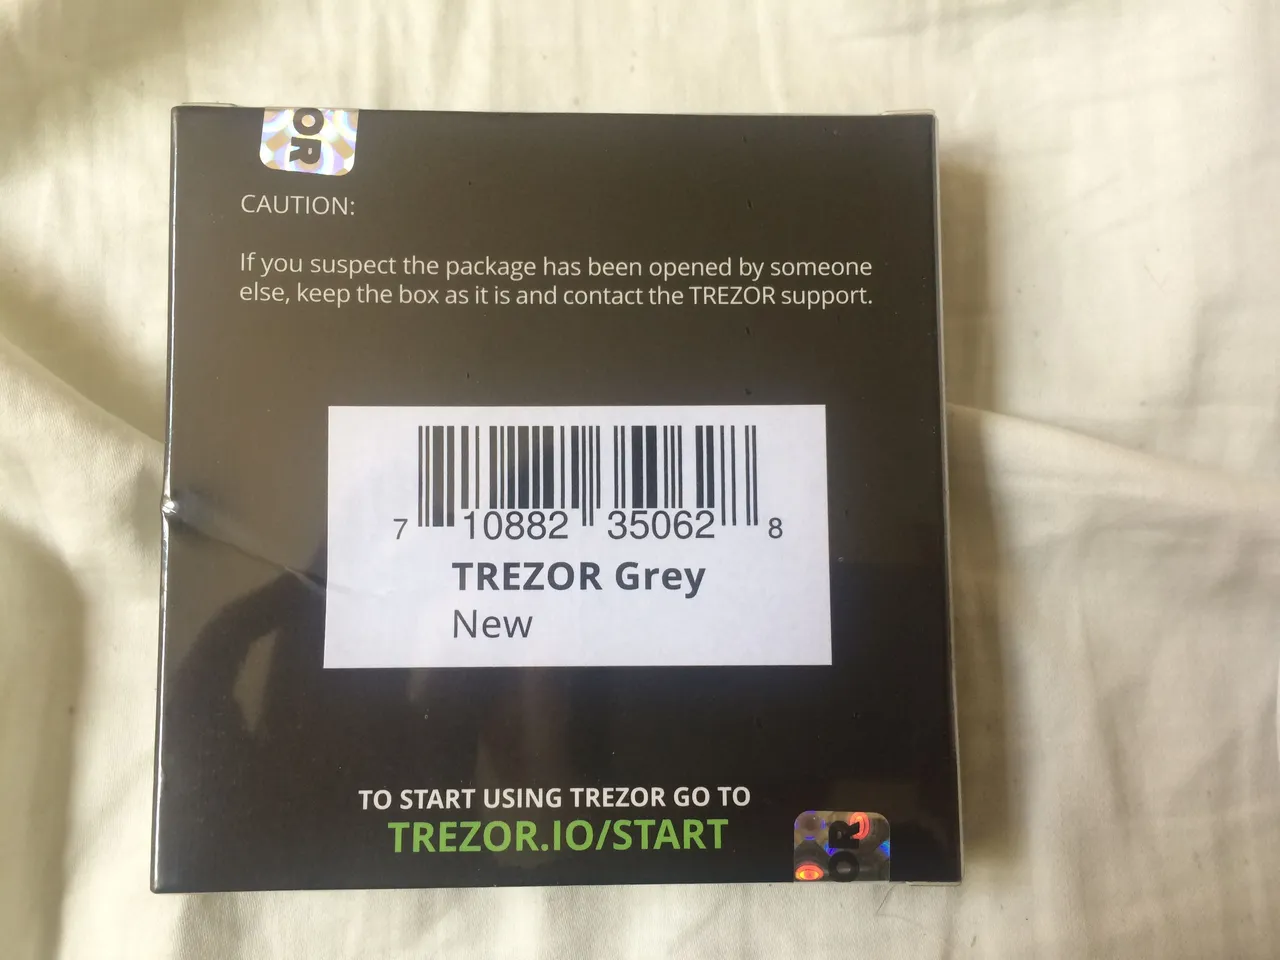 OR
CAUTION:
If you suspect the package has been opened by someone
else, keep the box as it is and contact the TREZOR support.
7 10882 35062 8
TREZOR Grey
New
TO START USING TREZOR GO TO
TREZOR.IO/START
OR